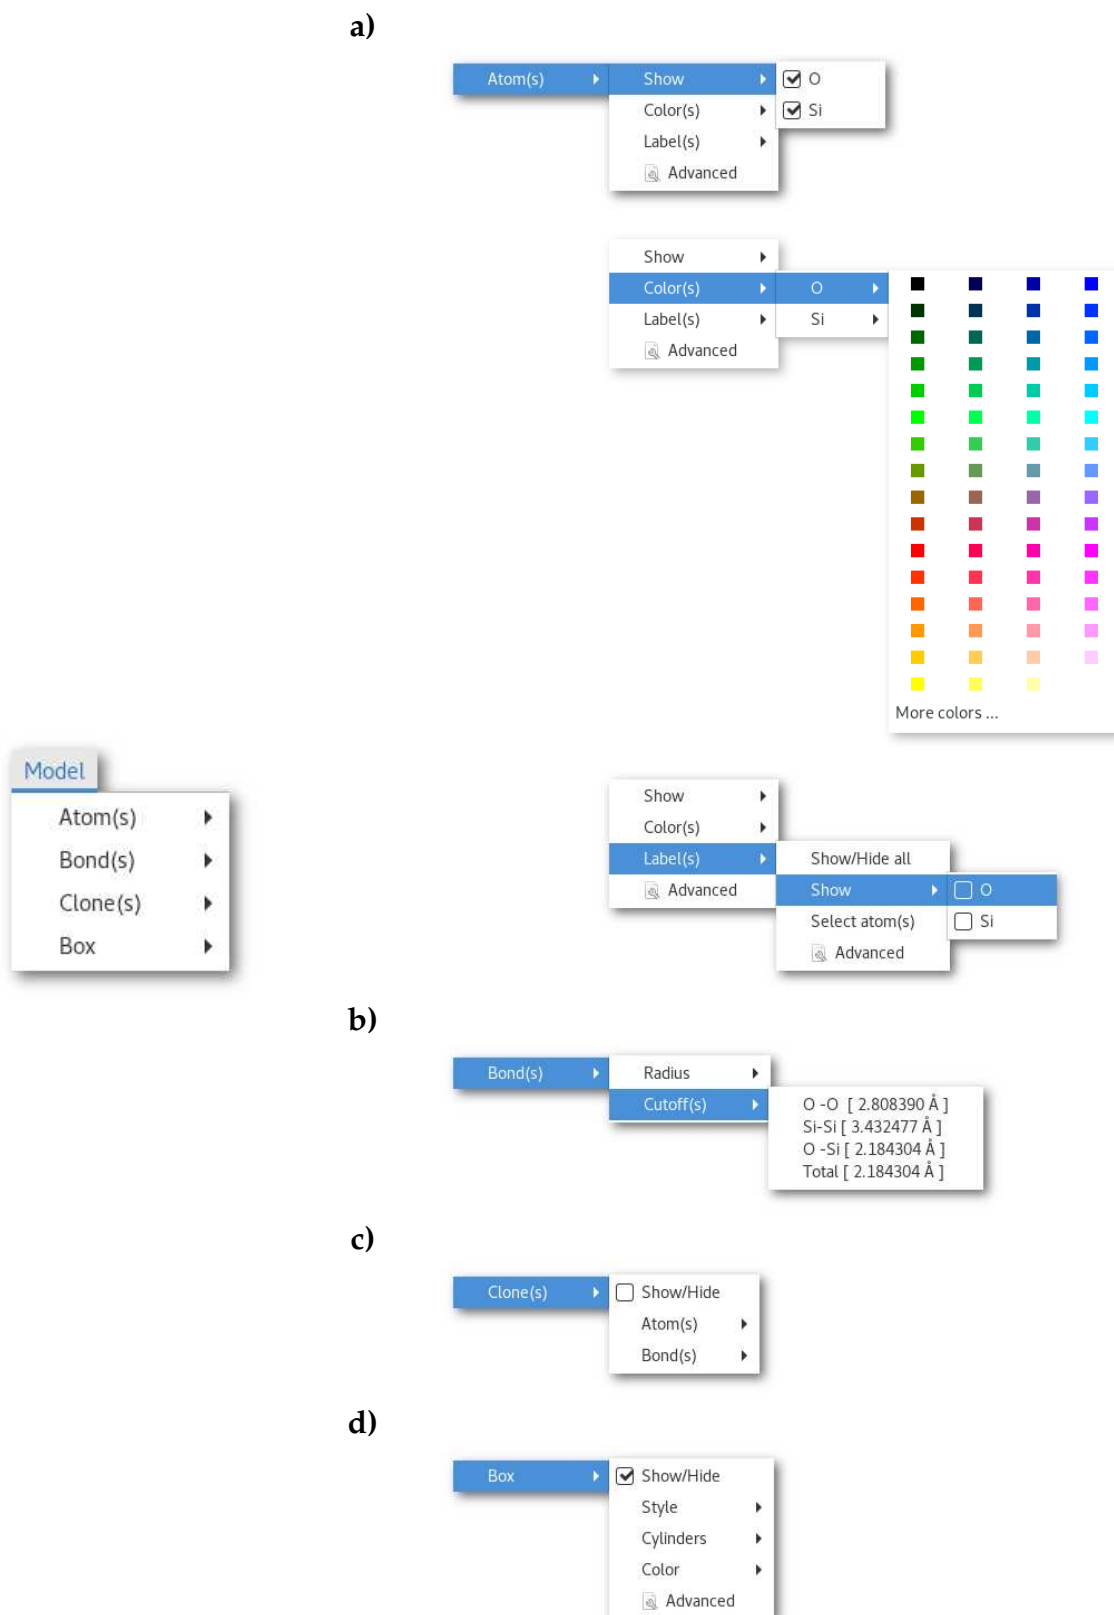 a)
Atom(s)
Show
O
Color(s)
Si
Label(s)
Advanced
Show
Color(s)
O
Label(s)
Si
Advanced
More colors ...
Model
Atom(s)
Bond(s)
Clone(s)
Box
Show
Color(s)
Label(s)
Show/Hide all
Advanced
Show
O
Select atom(s)
Si
Advanced
b)
Bond(s)
Radius
Cutoff(s)
O -O [ 2.808390 Å ]
Si-Si [ 3.432477 Å ]
O -Si [ 2.184304 Å ]
Total [ 2.184304 Å ]
c)
Clone(s)
Show/Hide
Atom(s)
Bond(s)
d)
Box
Show/Hide
Style
Cylinders
Color
Advanced